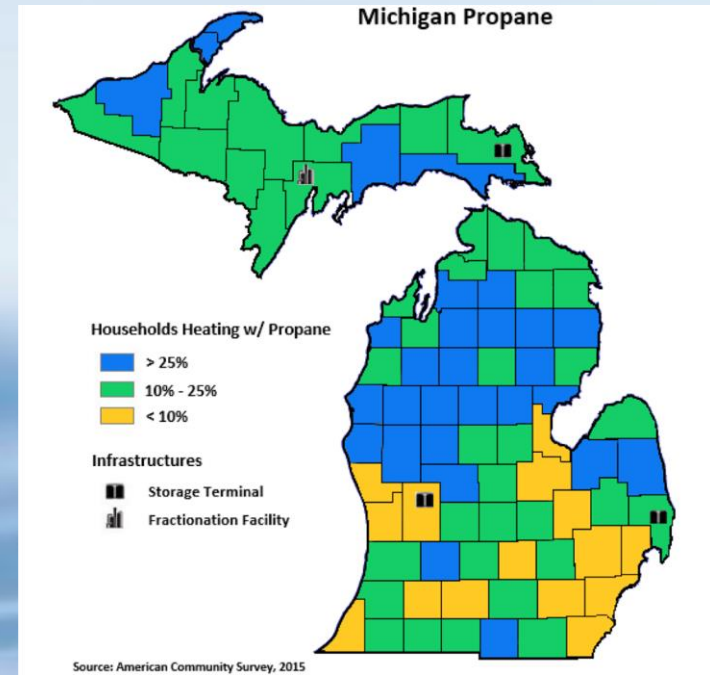 Michigan Propane
Households Heating w/ Propane
> 25%
10% - 25%
< 10%
Infrastructures
Storage Terminal
Fractionation Facility
Source: American Community Survey, 2015